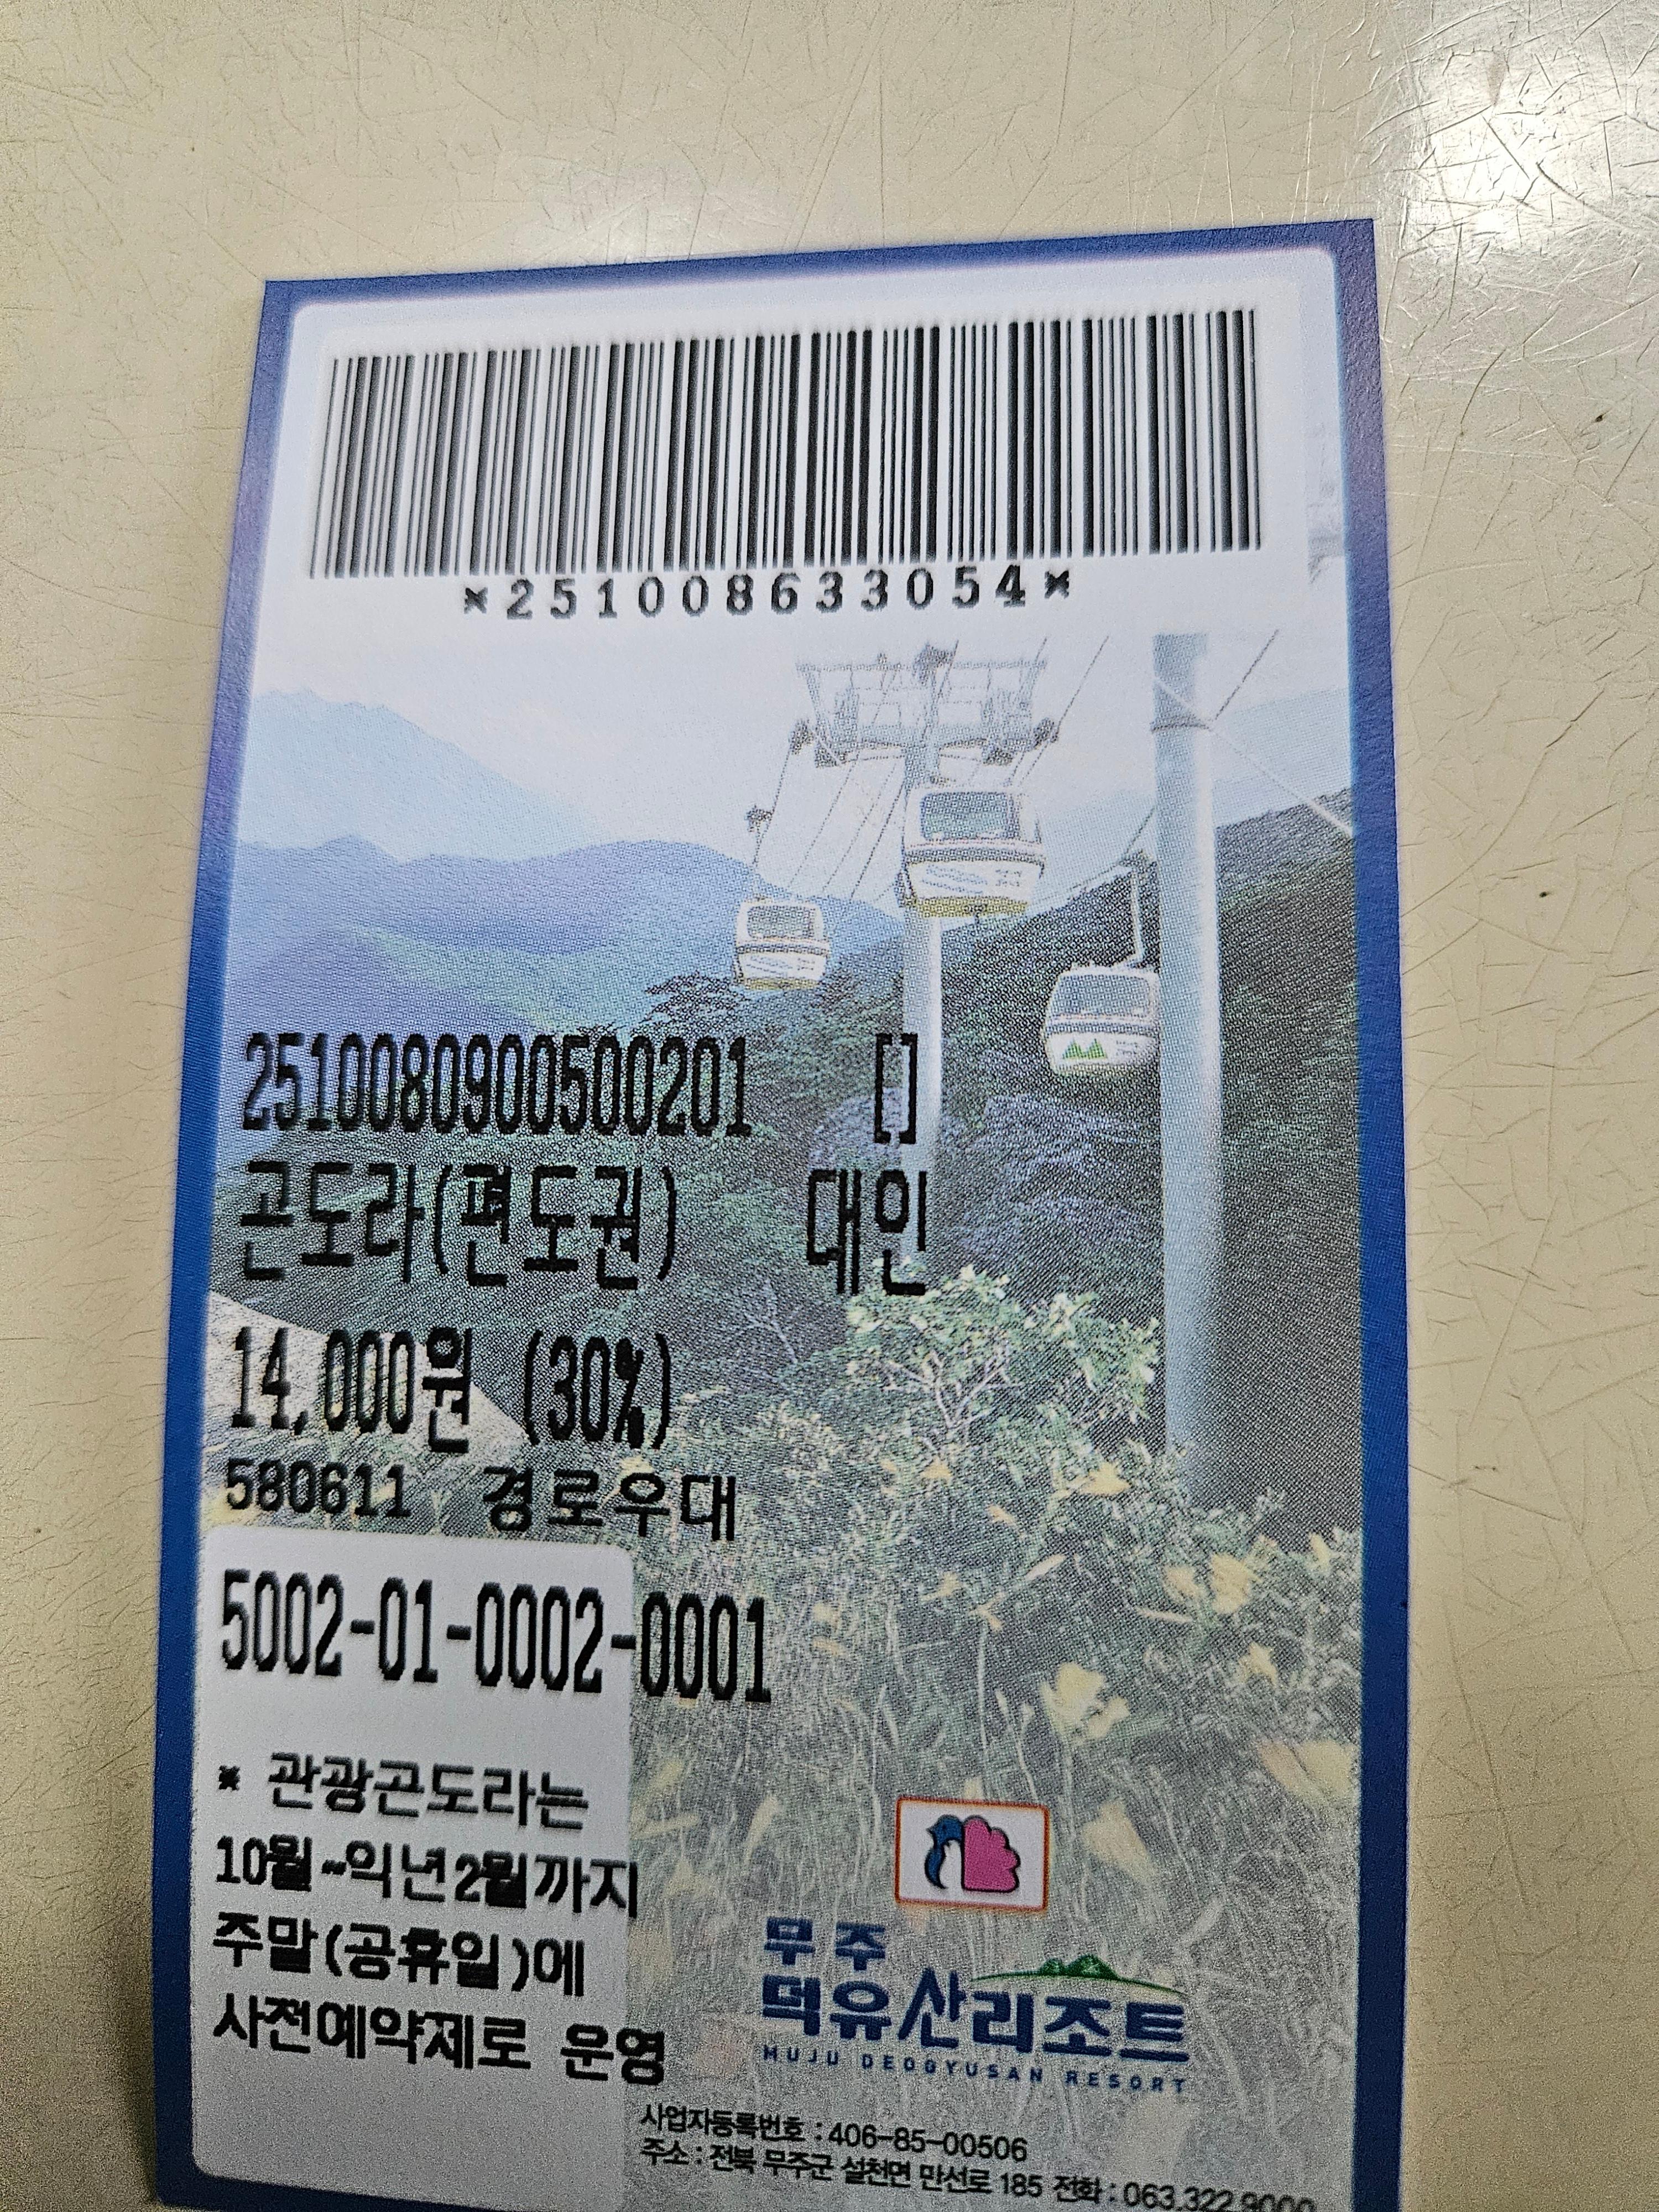 *251008633054*
2510080900500201 []
곤도라(편도권) 대인
14,000원 (30%)
580611 경로우대
5002-01-0002-0001
* 관광곤도라는
10월~익년2월까지
주말(공휴일)에
사전예약제로 운영
무주
덕유산리조트
MUJU DEOGYUSAN RESORT
사업자등록번호 : 406-85-00506
주소 : 전북 무주군 설천면 만선로 185 전화 : 063.322.9000